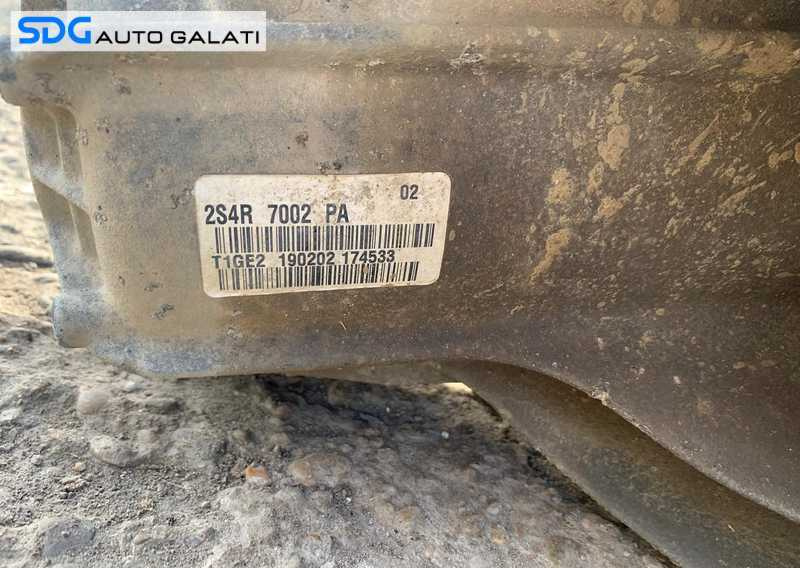 SDG AUTO GALATI
02
2S4R 7002 PA
T1GE2 190202 174533